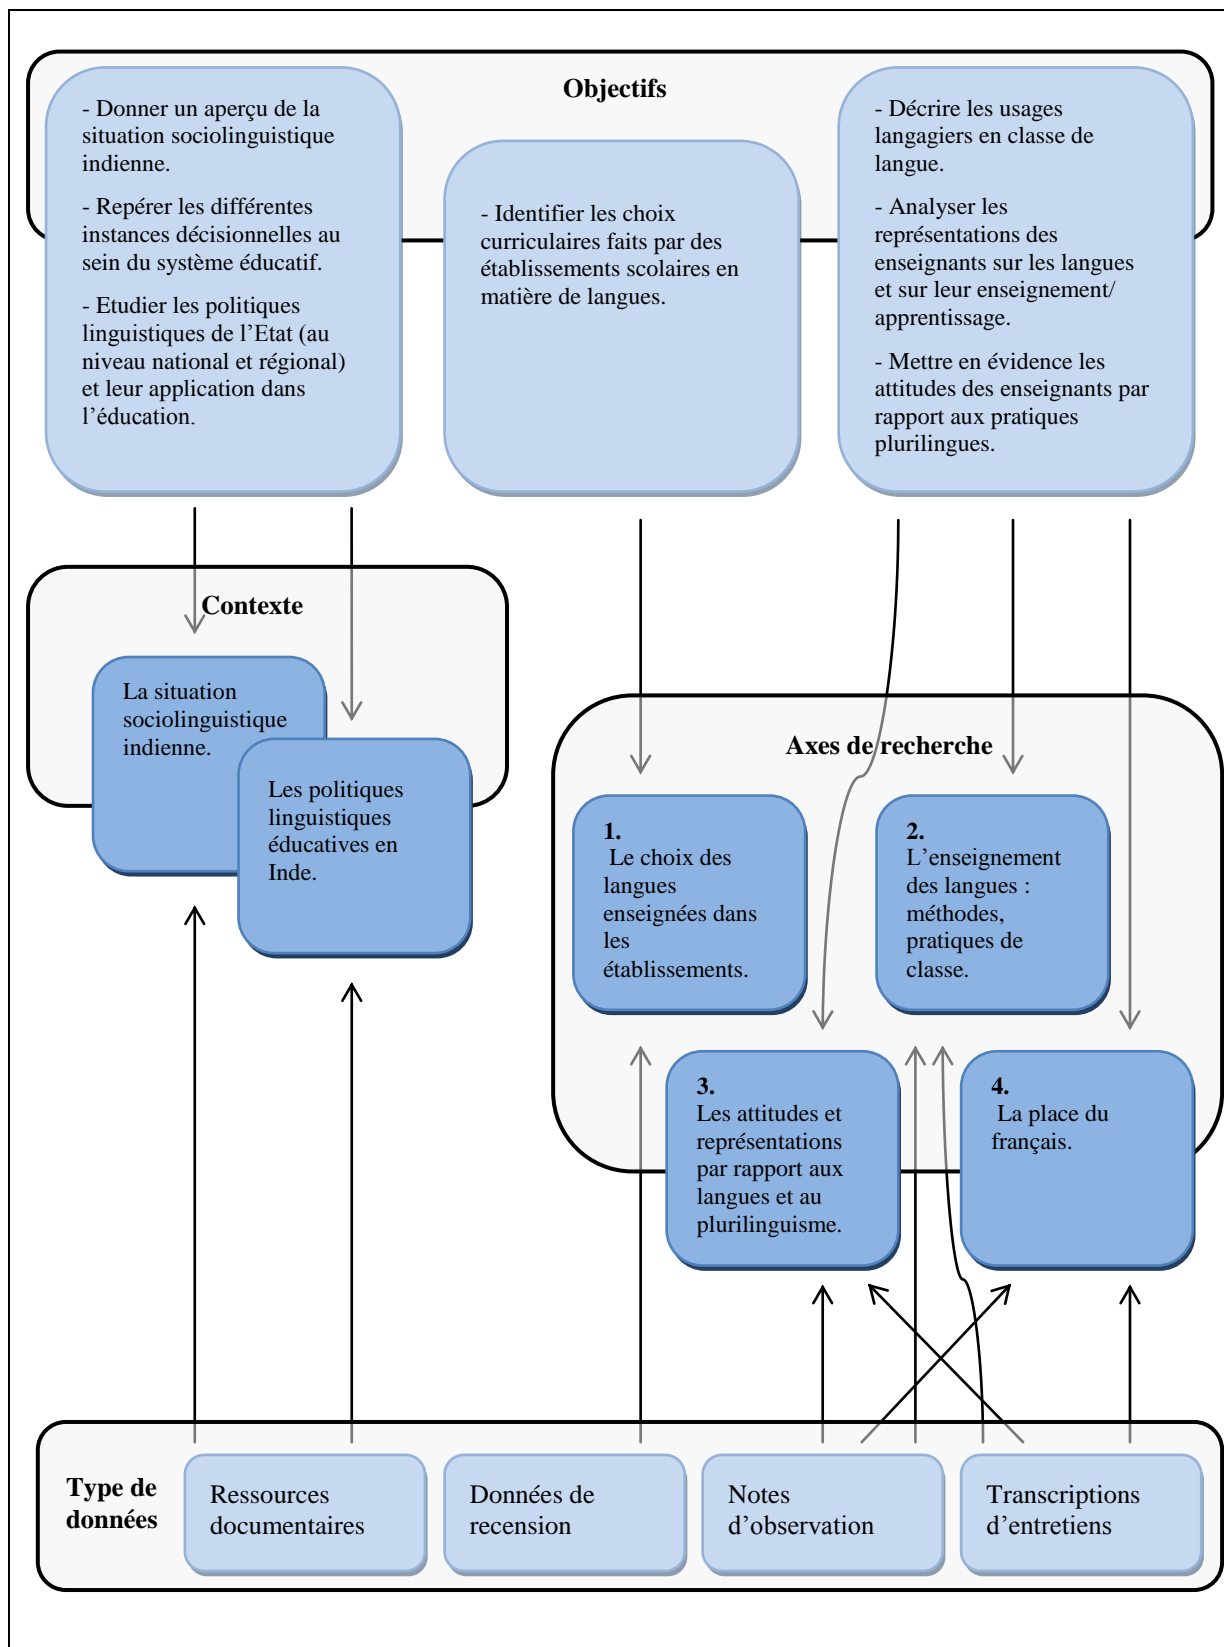 Objectifs
- Donner un aperçu de la
situation sociolinguistique
indienne.
- Repérer les différentes
instances décisionnelles au
sein du système éducatif.
- Etudier les politiques
linguistiques de l’Etat (au
niveau national et régional)
et leur application dans
l’éducation.
- Identifier les choix
curriculaires faits par des
établissements scolaires en
matière de langues.
- Décrire les usages
langagiers en classe de
langue.
- Analyser les
représentations des
enseignants sur les langues
et sur leur enseignement/
apprentissage.
- Mettre en évidence les
attitudes des enseignants par
rapport aux pratiques
plurilingues.
Contexte
La situation
sociolinguistique
indienne.
Les politiques
linguistiques
éducatives en
Inde.
Axes de recherche
1.
Le choix des
langues
enseignées dans
les
établissements.
2.
L’enseignement
des langues :
méthodes,
pratiques de
classe.
3.
Les attitudes et
représentations
par rapport aux
langues et au
plurilinguisme.
4.
La place du
français.
Type de
données
Ressources
documentaires
Données de
recension
Notes
d’observation
Transcriptions
d’entretiens